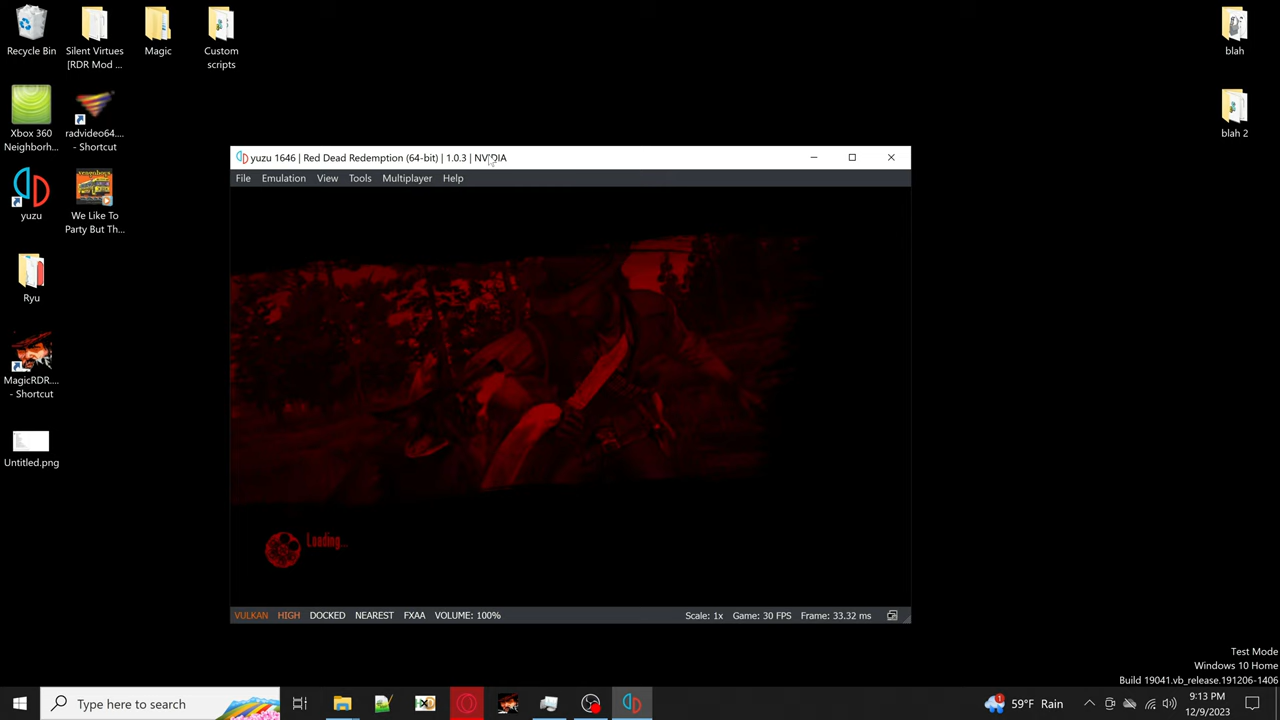 Recycle Bin
Silent Virtues
[RDR Mod ...
Magic
Custom
scripts
blah
Xbox 360
Neighborh...
radvideo64....
- Shortcut
blah 2
yuzu 1646 | Red Dead Redemption (64-bit) | 1.0.3 | NVIDIA
File
Emulation
View
Tools
Multiplayer
Help
yuzu
We Like To
Party But Th...
Ryu
MagicRDR....
- Shortcut
Untitled.png
Loading...
VULKAN
HIGH
DOCKED
NEAREST
FXAA
VOLUME: 100%
Scale: 1x
Game: 30 FPS
Frame: 33.32 ms
Test Mode
Windows 10 Home
Build 19041.vb_release.191206-1406
Type here to search
59°F Rain
9:13 PM
12/9/2023